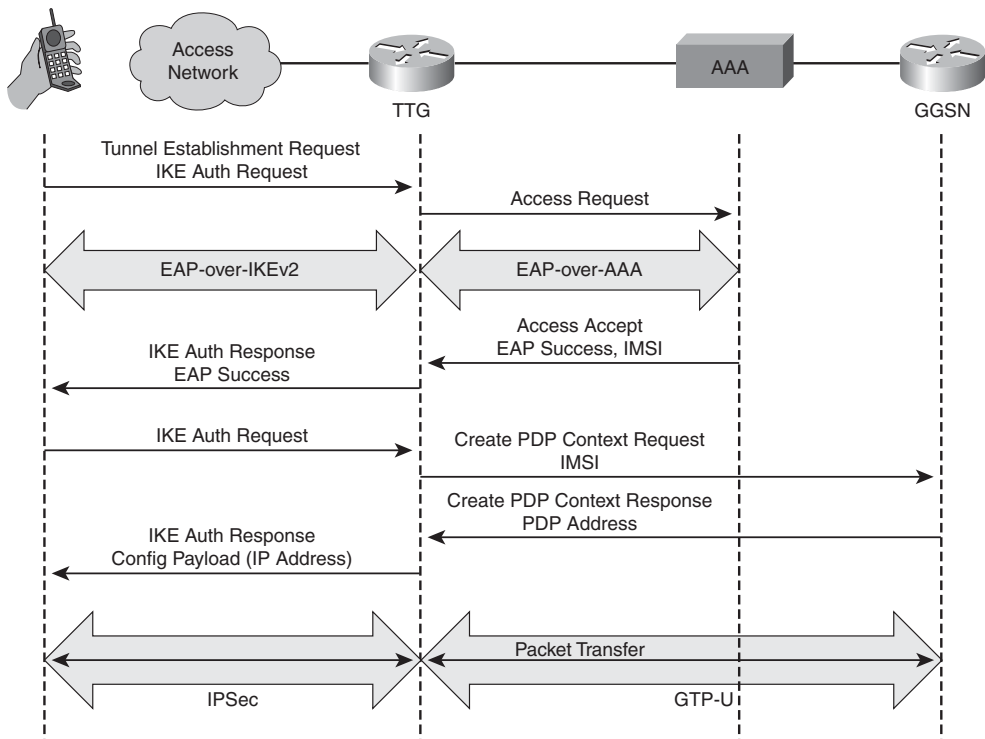 Access
Network
AAA
TTG
GGSN
Tunnel Establishment Request
IKE Auth Request
Access Request
EAP-over-IKEv2
EAP-over-AAA
Access Accept
EAP Success, IMSI
IKE Auth Response
EAP Success
IKE Auth Request
Create PDP Context Request
IMSI
Create PDP Context Response
PDP Address
IKE Auth Response
Config Payload (IP Address)
Packet Transfer
IPSec
GTP-U